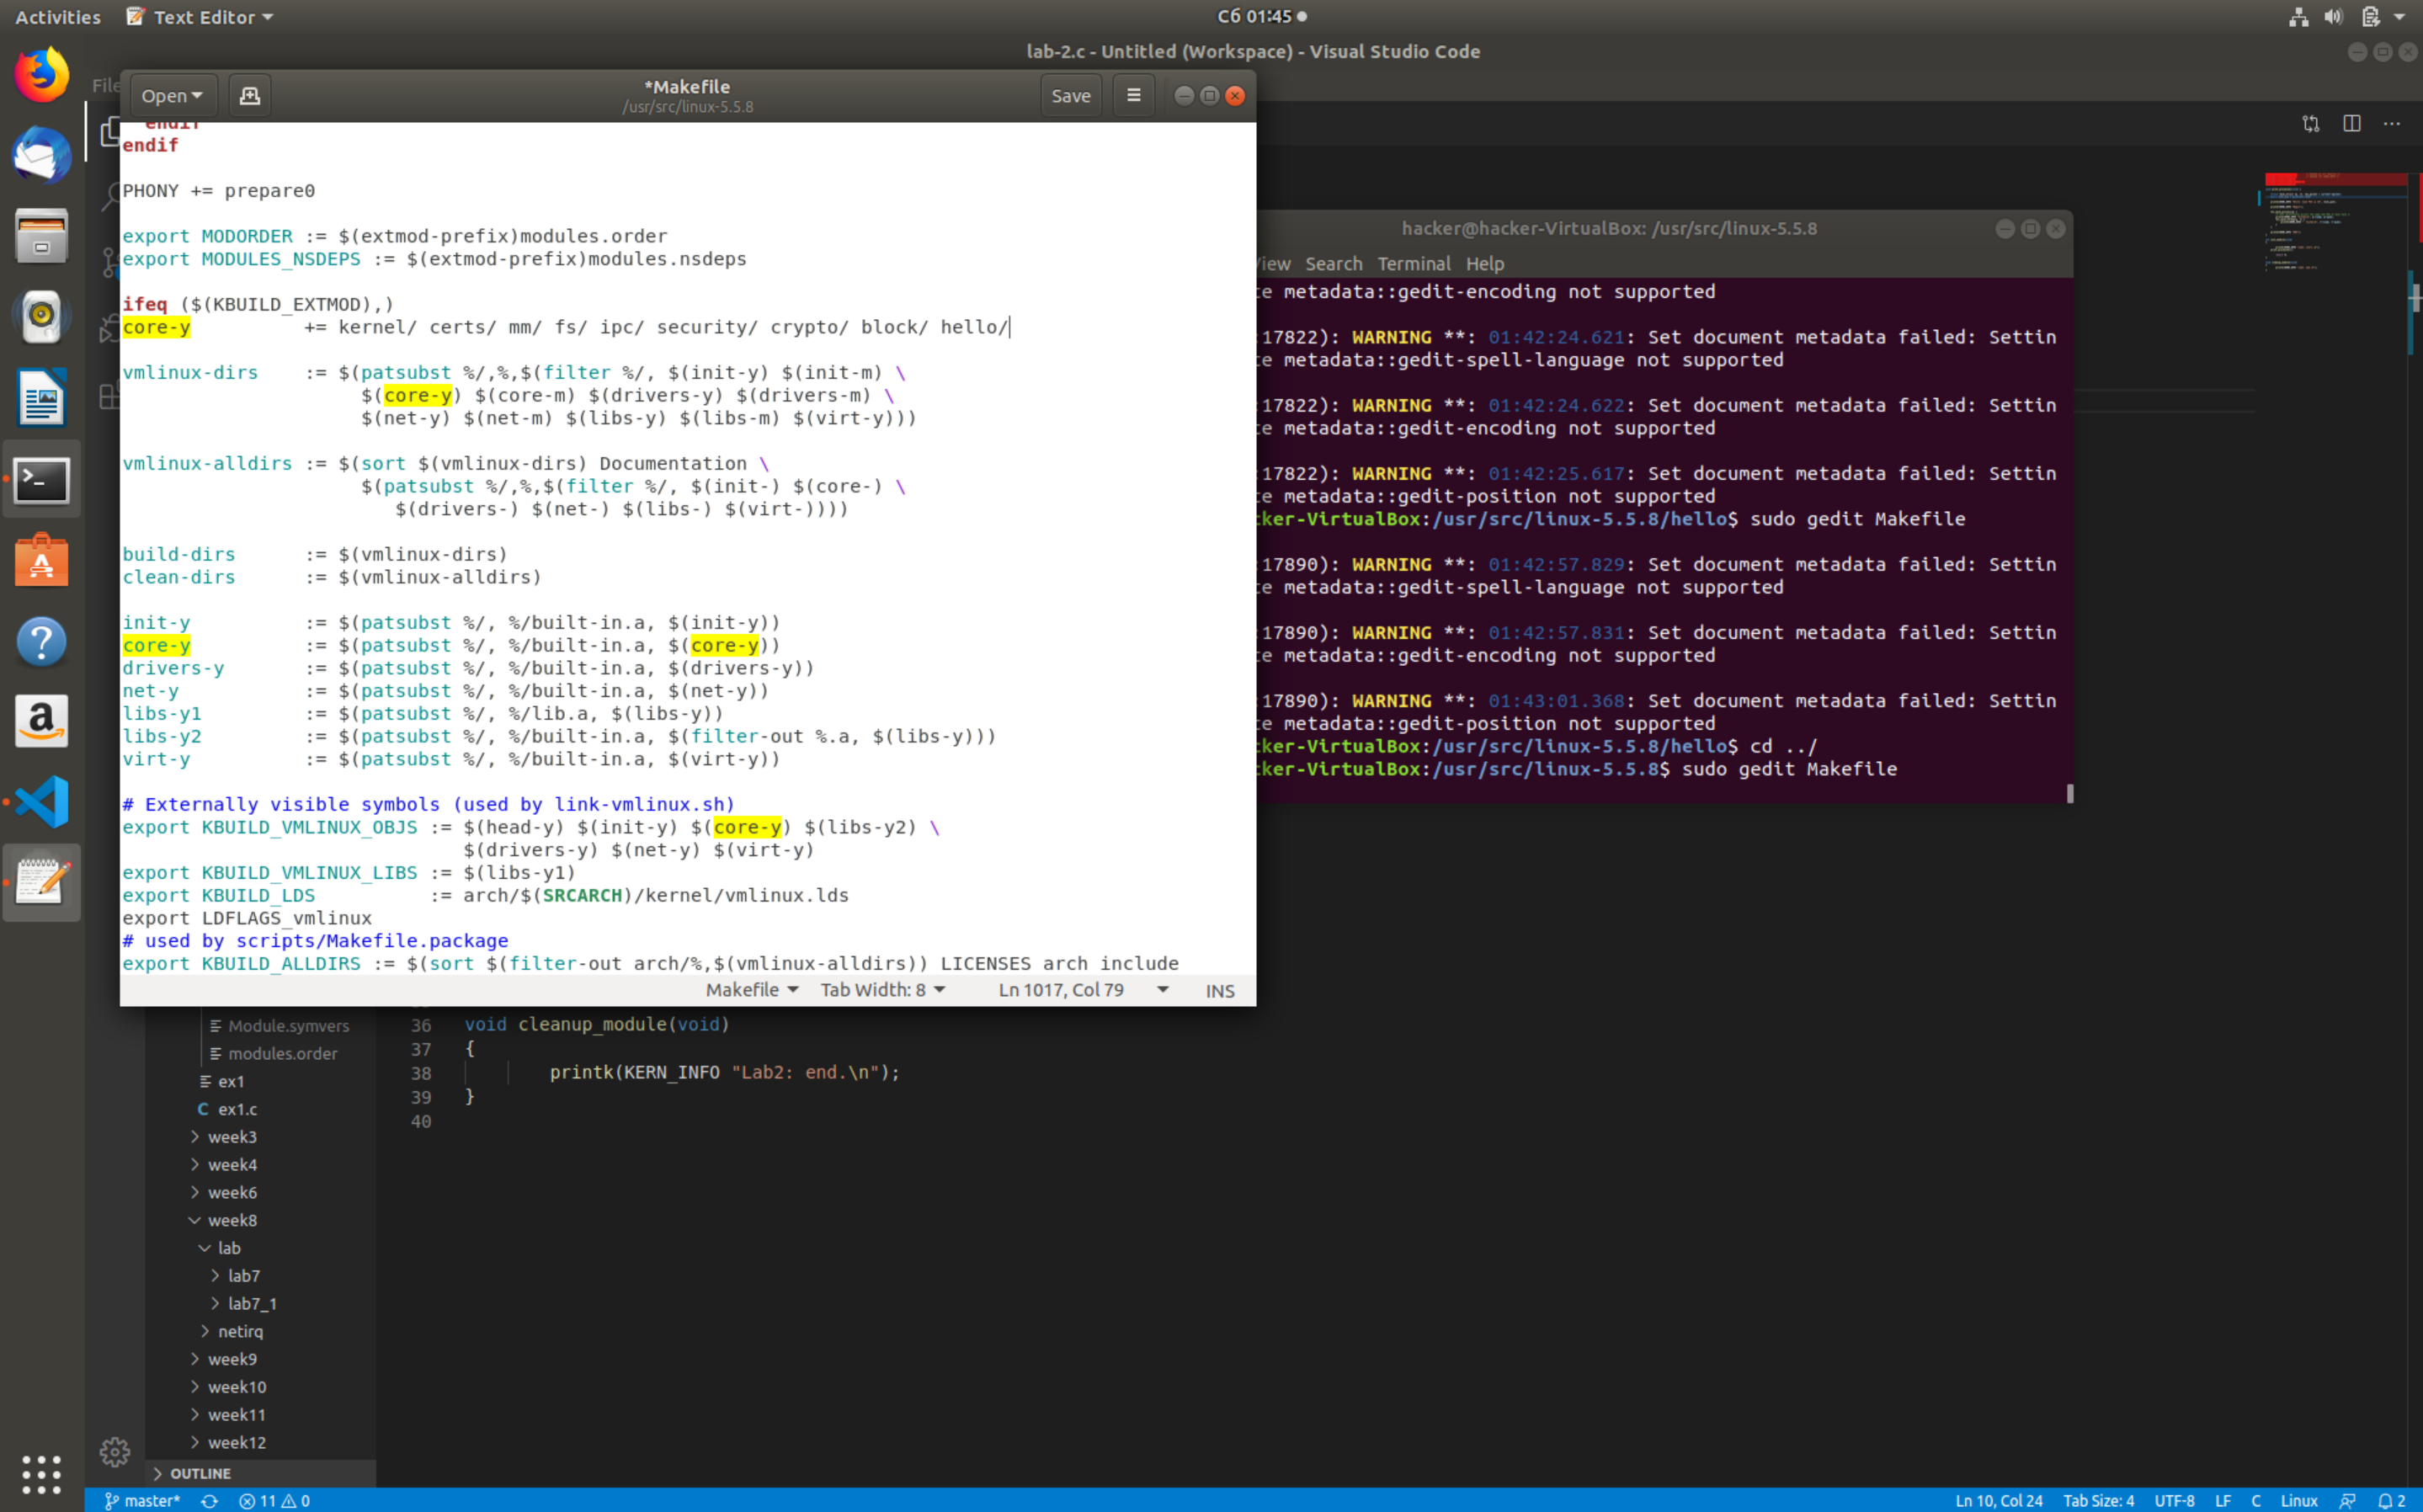 Activities
Text Editor
Сб 01:45
lab-2.c - Untitled (Workspace) - Visual Studio Code
File
Open
*Makefile
/usr/src/linux-5.5.8
Save
endif
endif
PHONY += prepare0
export MODORDER := $(extmod-prefix)modules.order
export MODULES_NSDEPS := $(extmod-prefix)modules.nsdeps
ifeq ($(KBUILD_EXTMOD),)
core-y += kernel/ certs/ mm/ fs/ ipc/ security/ crypto/ block/ hello/
vmlinux-dirs := $(patsubst %/,%,$(filter %/, $(init-y) $(init-m) \
$(core-y) $(core-m) $(drivers-y) $(drivers-m) \
$(net-y) $(net-m) $(libs-y) $(libs-m) $(virt-y)))
vmlinux-alldirs := $(sort $(vmlinux-dirs) Documentation \
$(patsubst %/,%,$(filter %/, $(init-) $(core-) \
$(drivers-) $(net-) $(libs-) $(virt-))))
build-dirs := $(vmlinux-dirs)
clean-dirs := $(vmlinux-alldirs)
init-y := $(patsubst %/, %/built-in.a, $(init-y))
core-y := $(patsubst %/, %/built-in.a, $(core-y))
drivers-y := $(patsubst %/, %/built-in.a, $(drivers-y))
net-y := $(patsubst %/, %/built-in.a, $(net-y))
libs-y1 := $(patsubst %/, %/lib.a, $(libs-y))
libs-y2 := $(patsubst %/, %/built-in.a, $(filter-out %.a, $(libs-y)))
virt-y := $(patsubst %/, %/built-in.a, $(virt-y))
# Externally visible symbols (used by link-vmlinux.sh)
export KBUILD_VMLINUX_OBJS := $(head-y) $(init-y) $(core-y) $(libs-y2) \
$(drivers-y) $(net-y) $(virt-y)
export KBUILD_VMLINUX_LIBS := $(libs-y1)
export KBUILD_LDS := arch/$(SRCARCH)/kernel/vmlinux.lds
export LDFLAGS_vmlinux
# used by scripts/Makefile.package
export KBUILD_ALLDIRS := $(sort $(filter-out arch/%,$(vmlinux-alldirs)) LICENSES arch include
Makefile Tab Width: 8 Ln 1017, Col 79 INS
hacker@hacker-VirtualBox: /usr/src/linux-5.5.8
View Search Terminal Help
te metadata::gedit-encoding not supported
:17822): WARNING **: 01:42:24.621: Set document metadata failed: Settin
te metadata::gedit-spell-language not supported
:17822): WARNING **: 01:42:24.622: Set document metadata failed: Settin
te metadata::gedit-encoding not supported
:17822): WARNING **: 01:42:25.617: Set document metadata failed: Settin
te metadata::gedit-position not supported
cker-VirtualBox:/usr/src/linux-5.5.8/hello$ sudo gedit Makefile
:17890): WARNING **: 01:42:57.829: Set document metadata failed: Settin
te metadata::gedit-spell-language not supported
:17890): WARNING **: 01:42:57.831: Set document metadata failed: Settin
te metadata::gedit-encoding not supported
:17890): WARNING **: 01:43:01.368: Set document metadata failed: Settin
te metadata::gedit-position not supported
cker-VirtualBox:/usr/src/linux-5.5.8/hello$ cd ../
cker-VirtualBox:/usr/src/linux-5.5.8$ sudo gedit Makefile
Module.symvers
modules.order
ex1
C ex1.c
week3
week4
week6
week8
lab
lab7
lab7_1
netirq
week9
week10
week11
week12
OUTLINE
36 void cleanup_module(void)
37 {
38 printk(KERN_INFO "Lab2: end.\n");
39 }
40
master* 11 0
Ln 10, Col 24 Tab Size: 4 UTF-8 LF C Linux 2